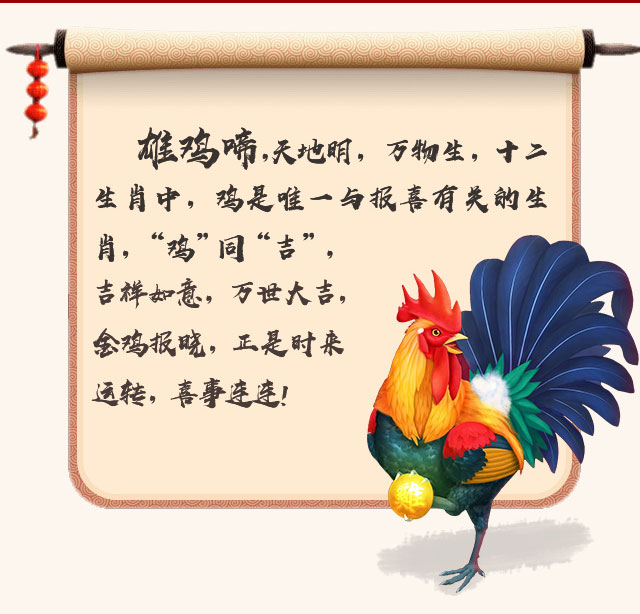 雄鸡啼,天地明，万物生，十二
生肖中，鸡是唯一与报喜有关的生
肖，“鸡”同“吉”，
吉祥如意，万世大吉，
金鸡报晓，正是时来
运转，喜事连连！